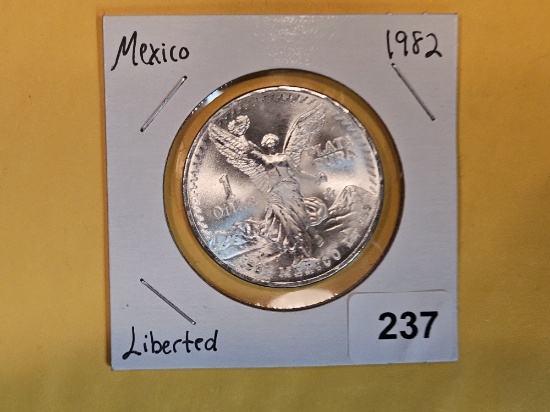 Mexico 1982
1 PLATA
ONZA PURA
MEXICO
Liberted 237